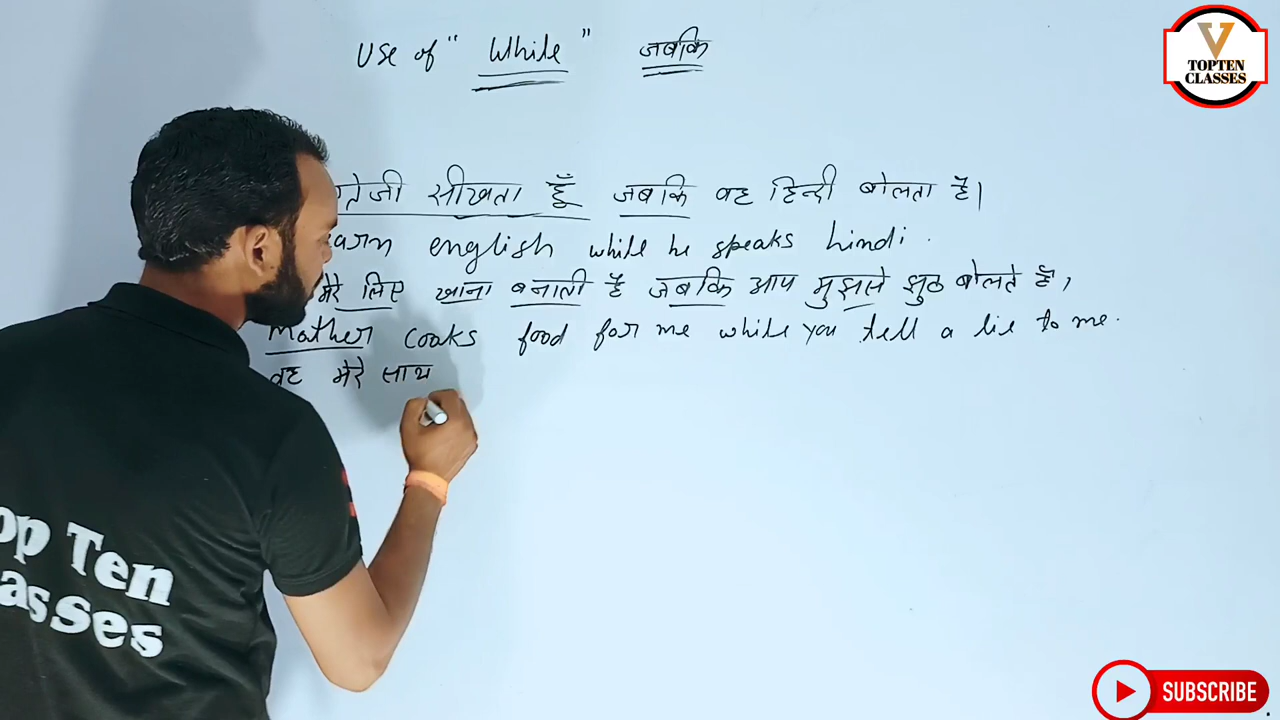 Use of "While" जबकि
V
TOPTEN
CLASSES
सीखता हूँ जबकि वह हिन्दी बोलता है।
earn english while he speaks hindi.
मेरे लिए खाना बनाती है जबकि आप मुझसे झुठ बोलते हैं,
Mother cooks food for me while you tell a lie to me.
वह मेरे साथ
op Ten
asses
SUBSCRIBE